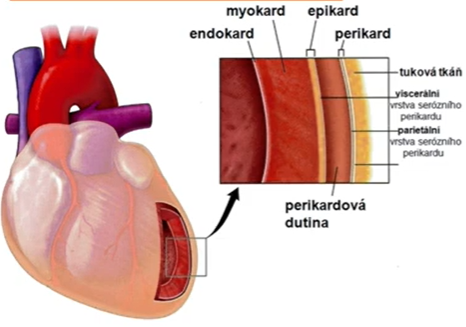 myokard epikard
endokard perikard
tuková tkáň
viscerální
vrstva serózního
perikardu
parietální
vrstva serózního
perikardu
perikardová
dutina